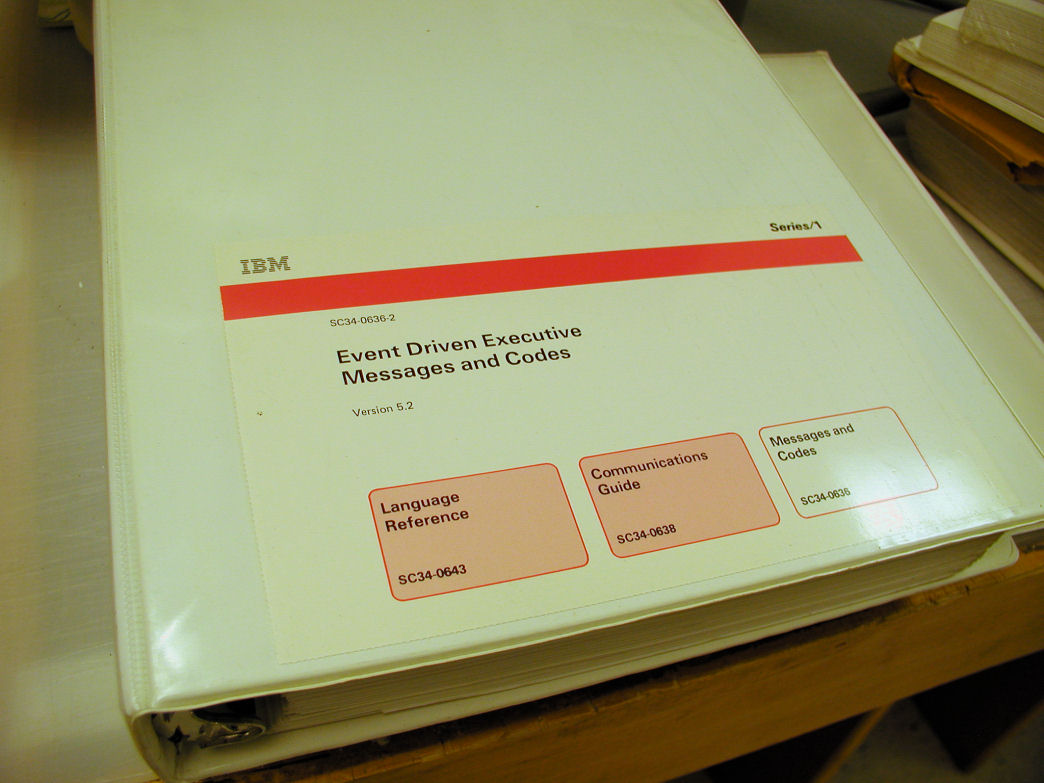 IBM
Series/1
SC34-0636-2
Event Driven Executive
Messages and Codes
Version 5.2
Language
Reference
SC34-0643
Communications
Guide
SC34-0638
Messages and
Codes
SC34-0636